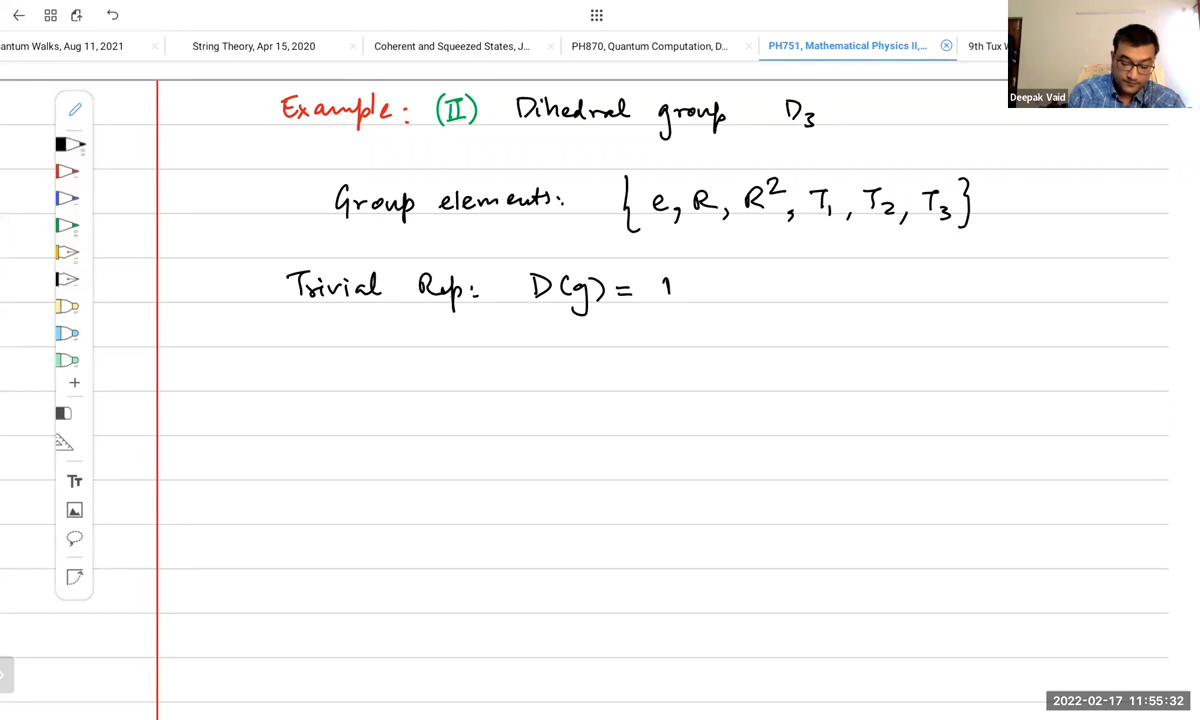 antum Walks, Aug 11, 2021 String Theory, Apr 15, 2020 Coherent and Squeezed States, J... PH870, Quantum Computation, D... PH751, Mathematical Physics II,... 9th Tux W
Deepak Vaid
Example: (II) Dihedral group D₃
Group elements: { e, R, R², T₁, T₂, T₃}
Trivial Rep: D(g) = 1
TT
2022-02-17 11:55:32